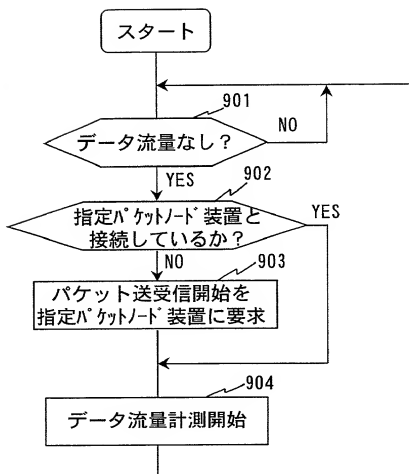 スタート
901
データ流量なし？
NO
YES
902
指定ﾊﾟｹｯﾄﾉｰﾄﾞ装置と
接続しているか？
YES
NO
903
パケット送受信開始を
指定ﾊﾟｹｯﾄﾉｰﾄﾞ装置に要求
904
データ流量計測開始